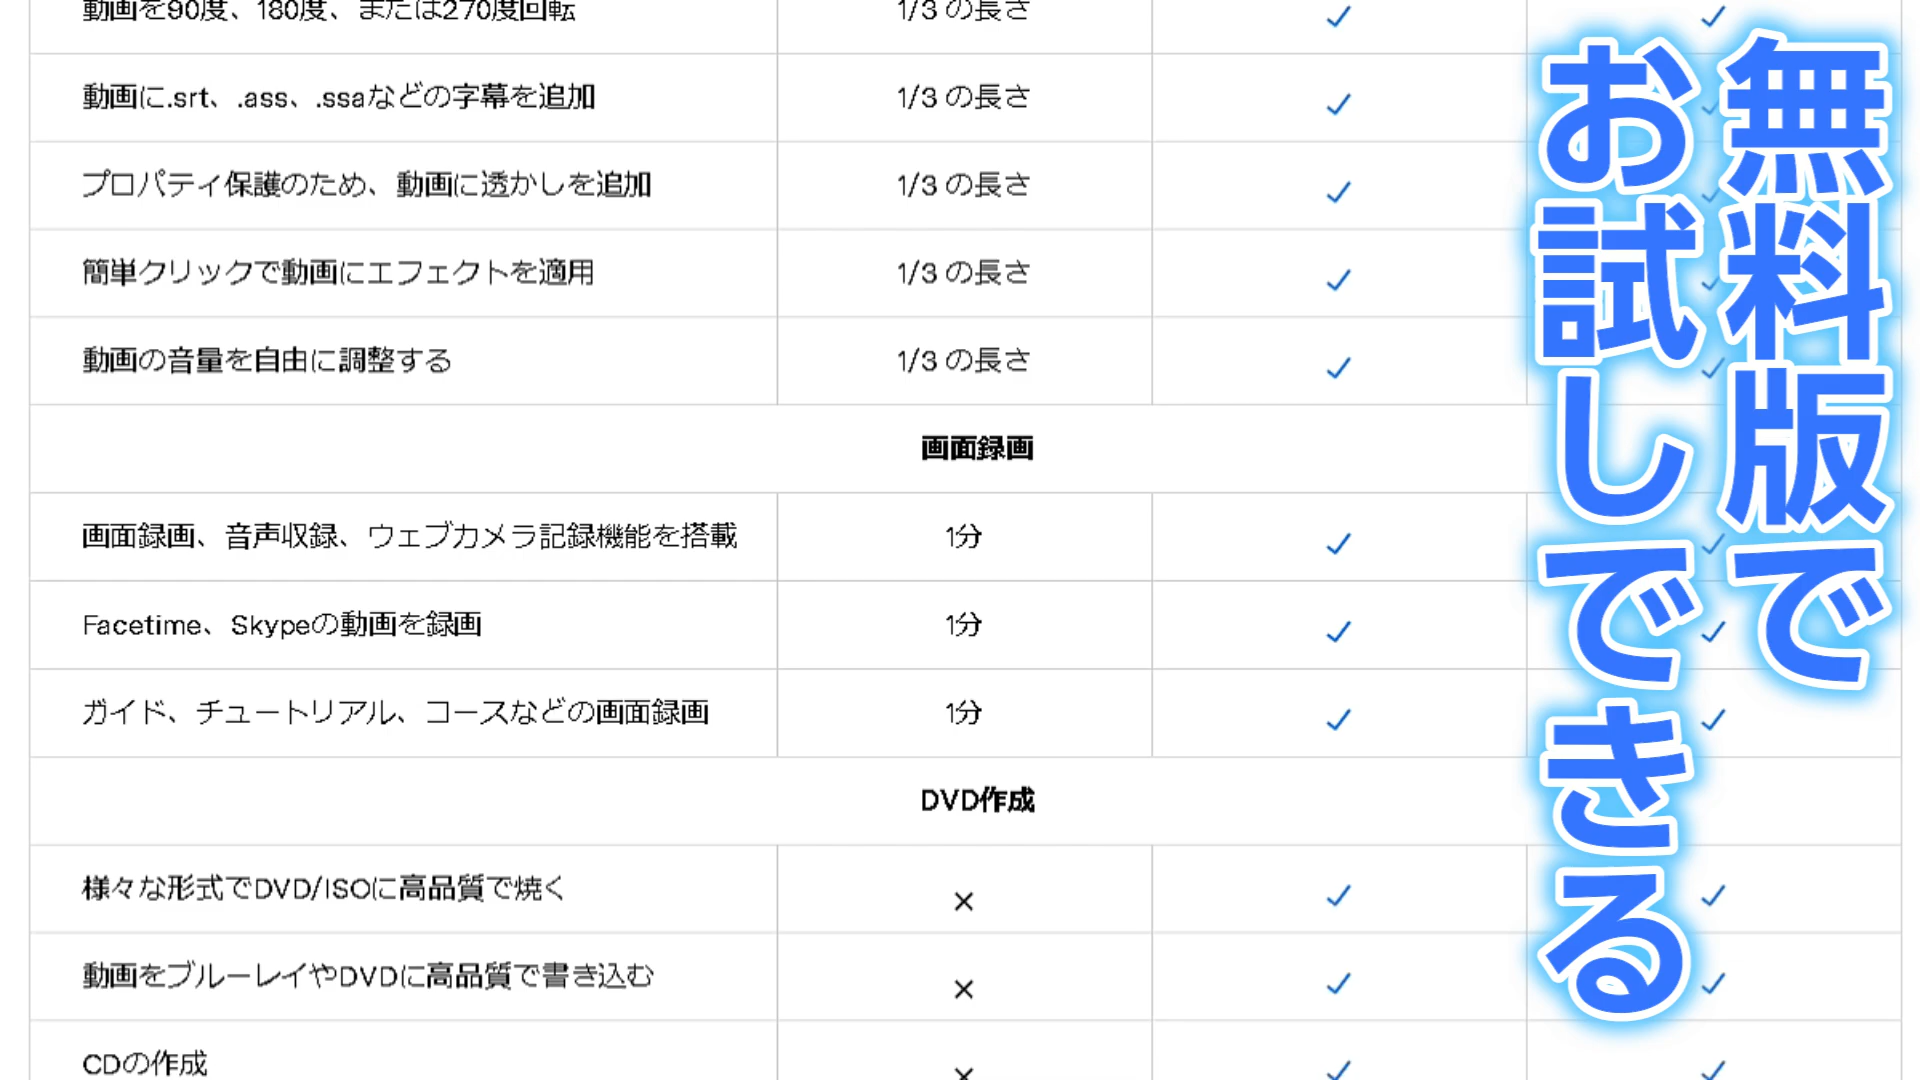 動画を90度、180度、または270度回転 1/3 の長さ ✓ ✓
動画に.srt、.ass、.ssaなどの字幕を追加 1/3 の長さ ✓ ✓
プロパティ保護のため、動画に透かしを追加 1/3 の長さ ✓ ✓
簡単クリックで動画にエフェクトを適用 1/3 の長さ ✓ ✓
動画の音量を自由に調整する 1/3 の長さ ✓ ✓
画面録画
画面録画、音声収録、ウェブカメラ記録機能を搭載 1分 ✓ ✓
Facetime、Skypeの動画を録画 1分 ✓ ✓
ガイド、チュートリアル、コースなどの画面録画 1分 ✓ ✓
DVD作成
様々な形式でDVD/ISOに高品質で焼く × ✓ ✓
動画をブルーレイやDVDに高品質で書き込む × ✓ ✓
CDの作成 × ✓ ✓
無料版で
お試しできる